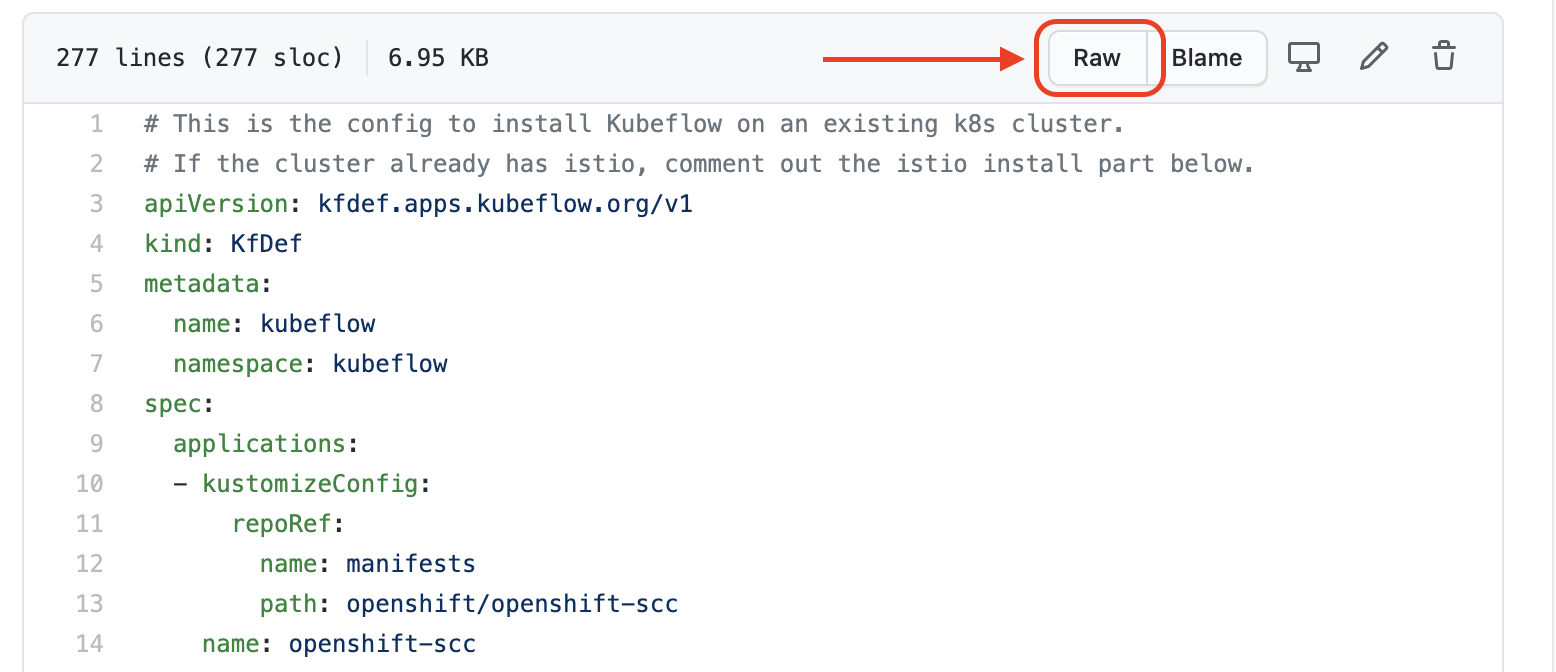 277 lines (277 sloc) 6.95 KB Raw Blame
1 # This is the config to install Kubeflow on an existing k8s cluster.
2 # If the cluster already has istio, comment out the istio install part below.
3 apiVersion: kfdef.apps.kubeflow.org/v1
4 kind: KfDef
5 metadata:
6   name: kubeflow
7   namespace: kubeflow
8 spec:
9   applications:
10   - kustomizeConfig:
11       repoRef:
12         name: manifests
13         path: openshift/openshift-scc
14     name: openshift-scc